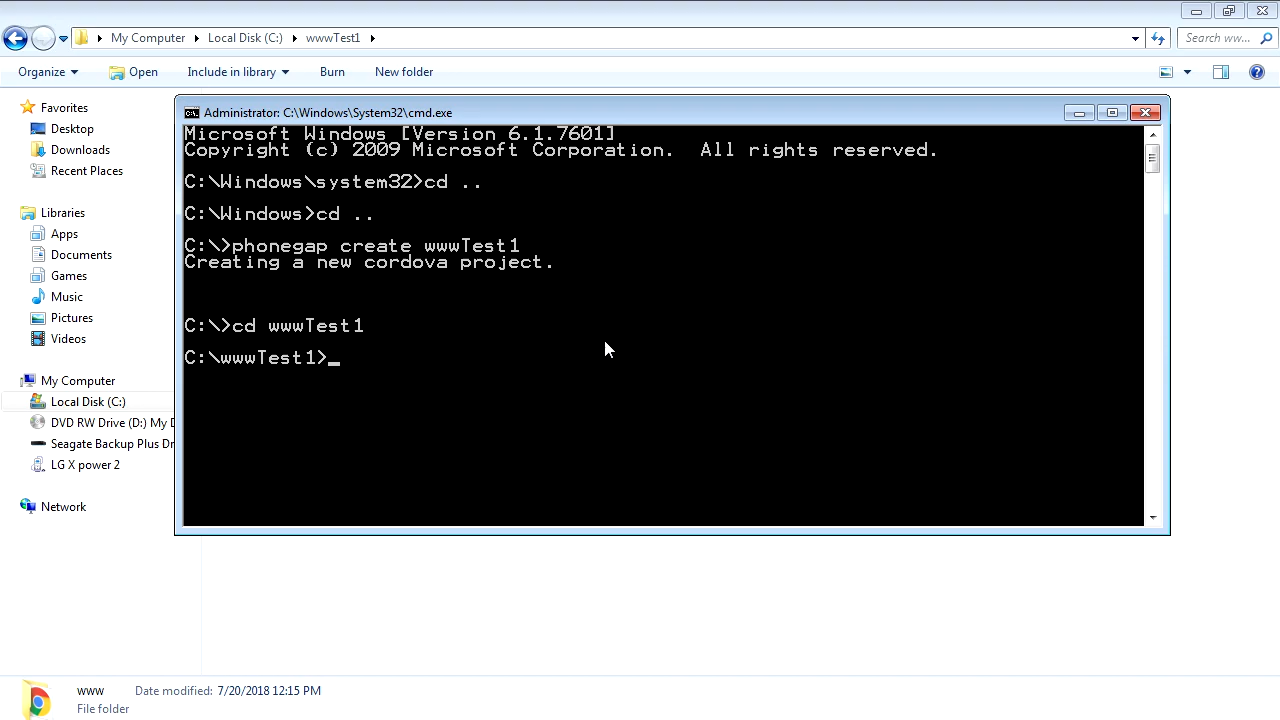 My Computer Local Disk (C:) wwwTest1
Search ww...
Organize Open Include in library Burn New folder
Favorites
Desktop
Downloads
Recent Places
Libraries
Apps
Documents
Games
Music
Pictures
Videos
My Computer
Local Disk (C:)
DVD RW Drive (D:) My D
Seagate Backup Plus Dr
LG X power 2
Network
Administrator: C:\Windows\System32\cmd.exe
Microsoft Windows [Version 6.1.7601]
Copyright (c) 2009 Microsoft Corporation. All rights reserved.
C:\Windows\system32>cd ..
C:\Windows>cd ..
C:\>phonegap create wwwTest1
Creating a new cordova project.
C:\>cd wwwTest1
C:\wwwTest1>_
www Date modified: 7/20/2018 12:15 PM
File folder